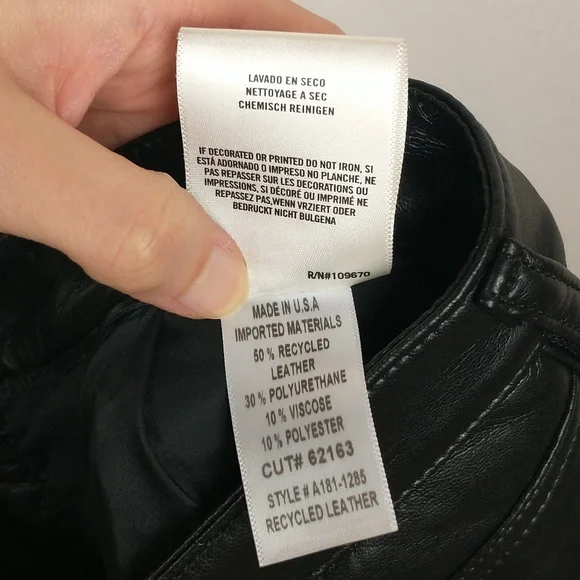 LAVADO EN SECO
NETTOYAGE A SEC
CHEMISCH REINIGEN
IF DECORATED OR PRINTED DO NOT IRON, SI
ESTÁ ADORNADO O IMPRESO NO PLANCHE, NE
PAS REPASSER SUR LES DECORATIONS OU
IMPRESSIONS, SI DÉCORÉ OU IMPRIMÉ NE
REPASSEZ PAS,WENN VRZIERT ODER
BEDRUCKT NICHT BULGENA
R/N#109670
MADE IN U.S.A
IMPORTED MATERIALS
50 % RECYCLED
LEATHER
30 % POLYURETHANE
10 % VISCOSE
10 % POLYESTER
CUT# 62163
STYLE # A181-1285
RECYCLED LEATHER